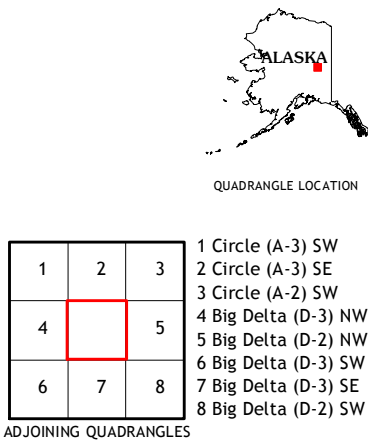 ALASKA
QUADRANGLE LOCATION
1 2 3
4 5
6 7 8
1 Circle (A-3) SW
2 Circle (A-3) SE
3 Circle (A-2) SW
4 Big Delta (D-3) NW
5 Big Delta (D-2) NW
6 Big Delta (D-3) SW
7 Big Delta (D-3) SE
8 Big Delta (D-2) SW
ADJOINING QUADRANGLES